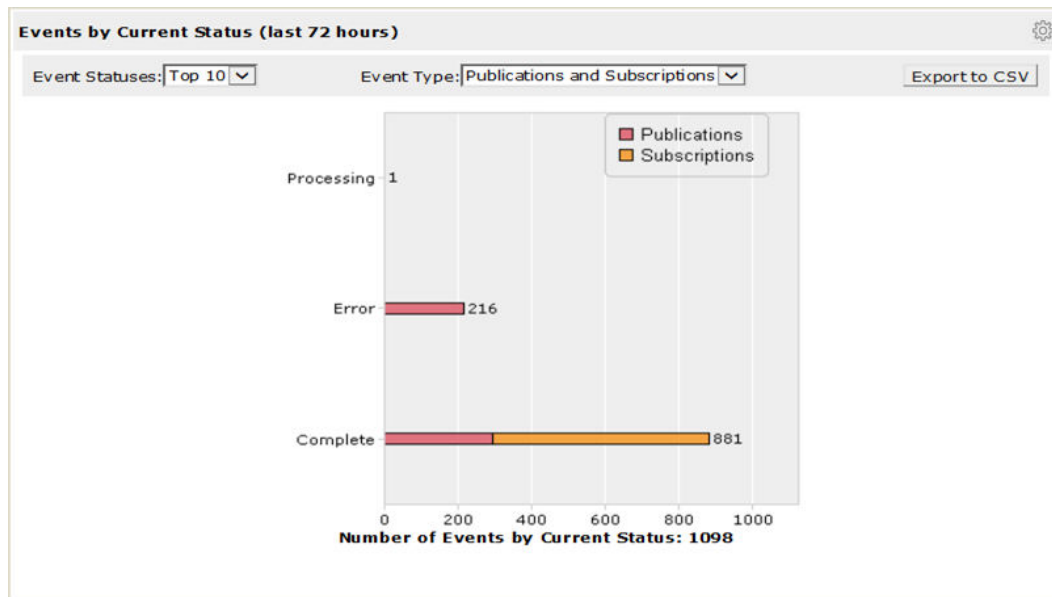 Events by Current Status (last 72 hours)
Event Statuses: Top 10 Event Type: Publications and Subscriptions Export to CSV
Publications
Subscriptions
Processing 1
Error 216
Complete 881
0 200 400 600 800 1000
Number of Events by Current Status: 1098